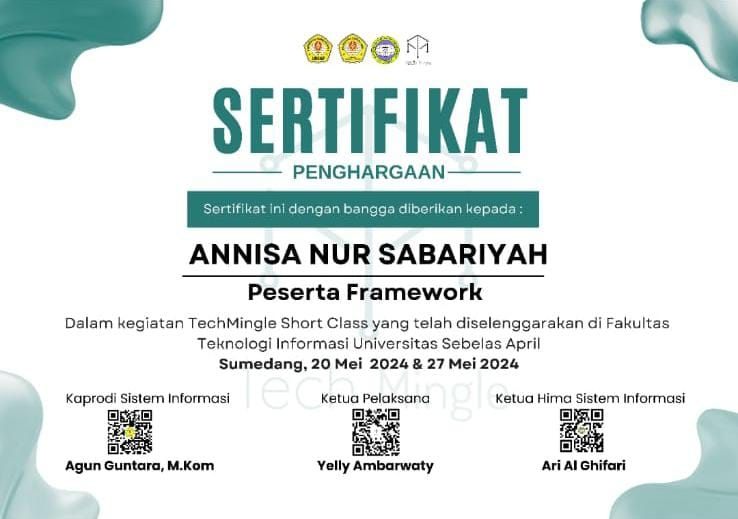 Tech Mingle
SERTIFIKAT
PENGHARGAAN
Sertifikat ini dengan bangga diberikan kepada :
ANNISA NUR SABARIYAH
Peserta Framework
Dalam kegiatan TechMingle Short Class yang telah diselenggarakan di Fakultas
Teknologi Informasi Universitas Sebelas April
Sumedang, 20 Mei 2024 & 27 Mei 2024
Tech Mingle
Kaprodi Sistem Informasi
Ketua Pelaksana
Ketua Hima Sistem Informasi
Agun Guntara, M.Kom
Yelly Ambarwaty
Ari Al Ghifari